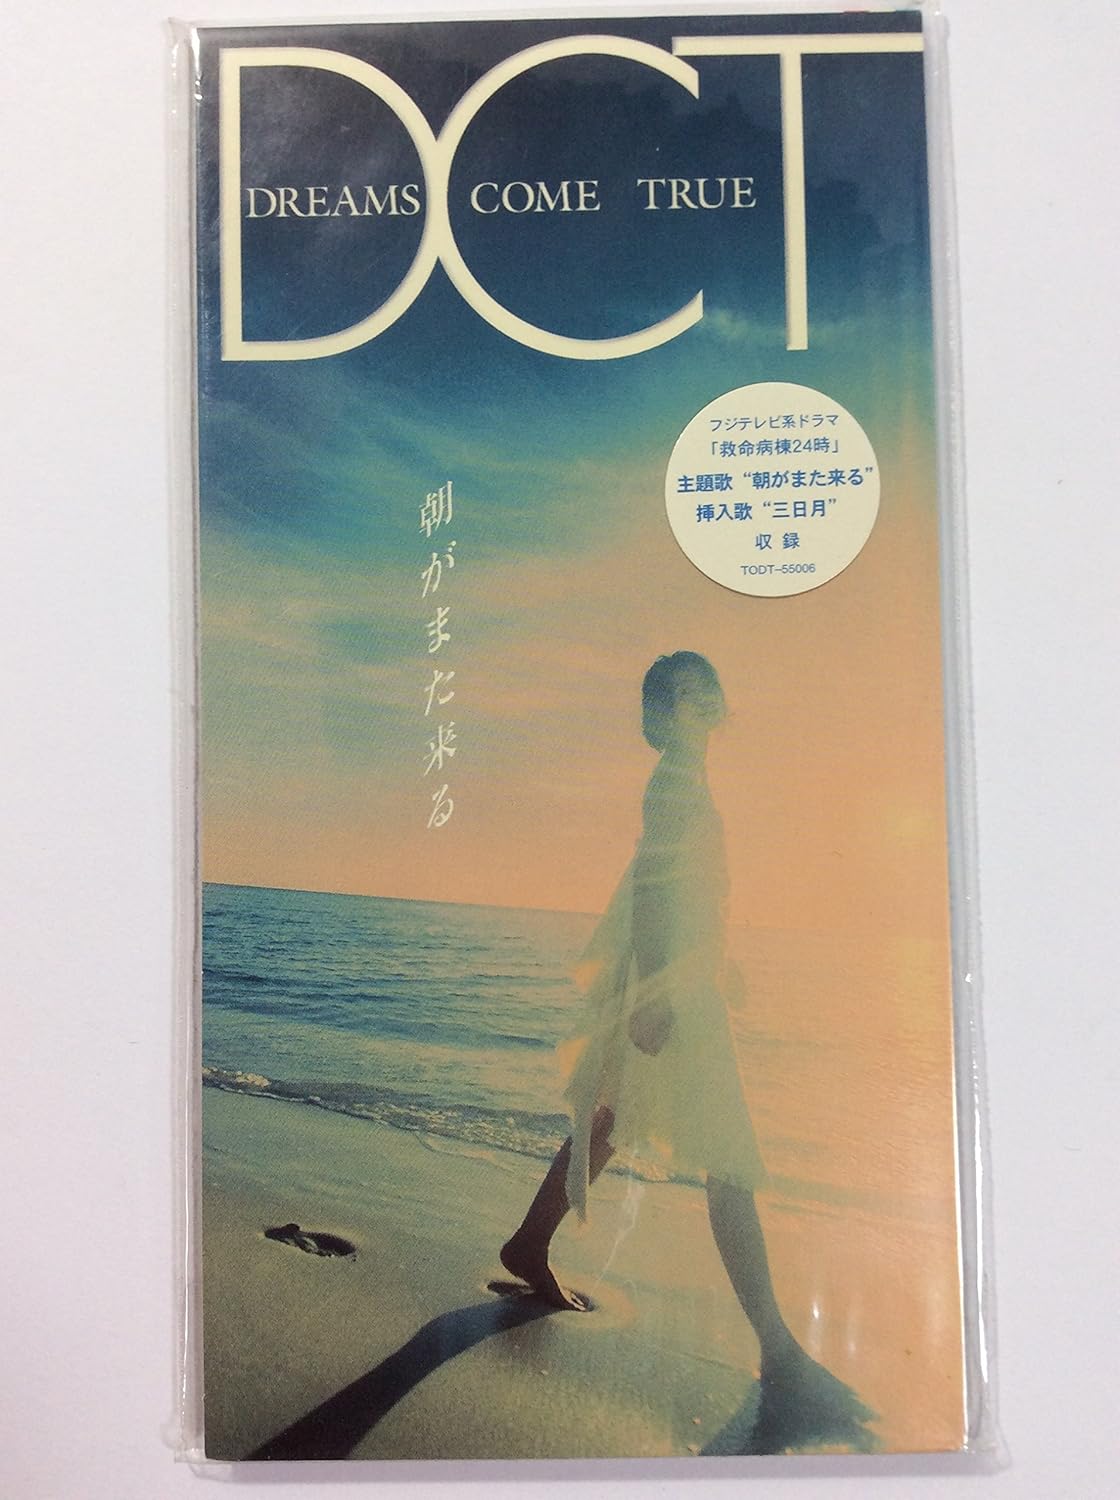 DCT
DREAMS COME TRUE
フジテレビ系ドラマ
「救命病棟24時」
主題歌 “朝がまた来る”
挿入歌 “三日月”
収 録
TODT-55006
朝がまた来る